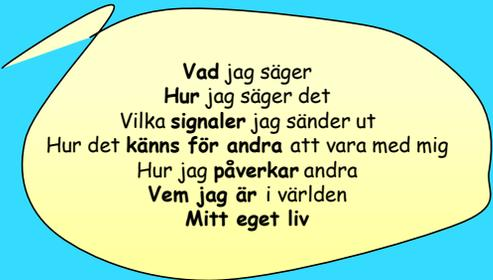 Vad jag säger
Hur jag säger det
Vilka signaler jag sänder ut
Hur det känns för andra att vara med mig
Hur jag påverkar andra
Vem jag är i världen
Mitt eget liv